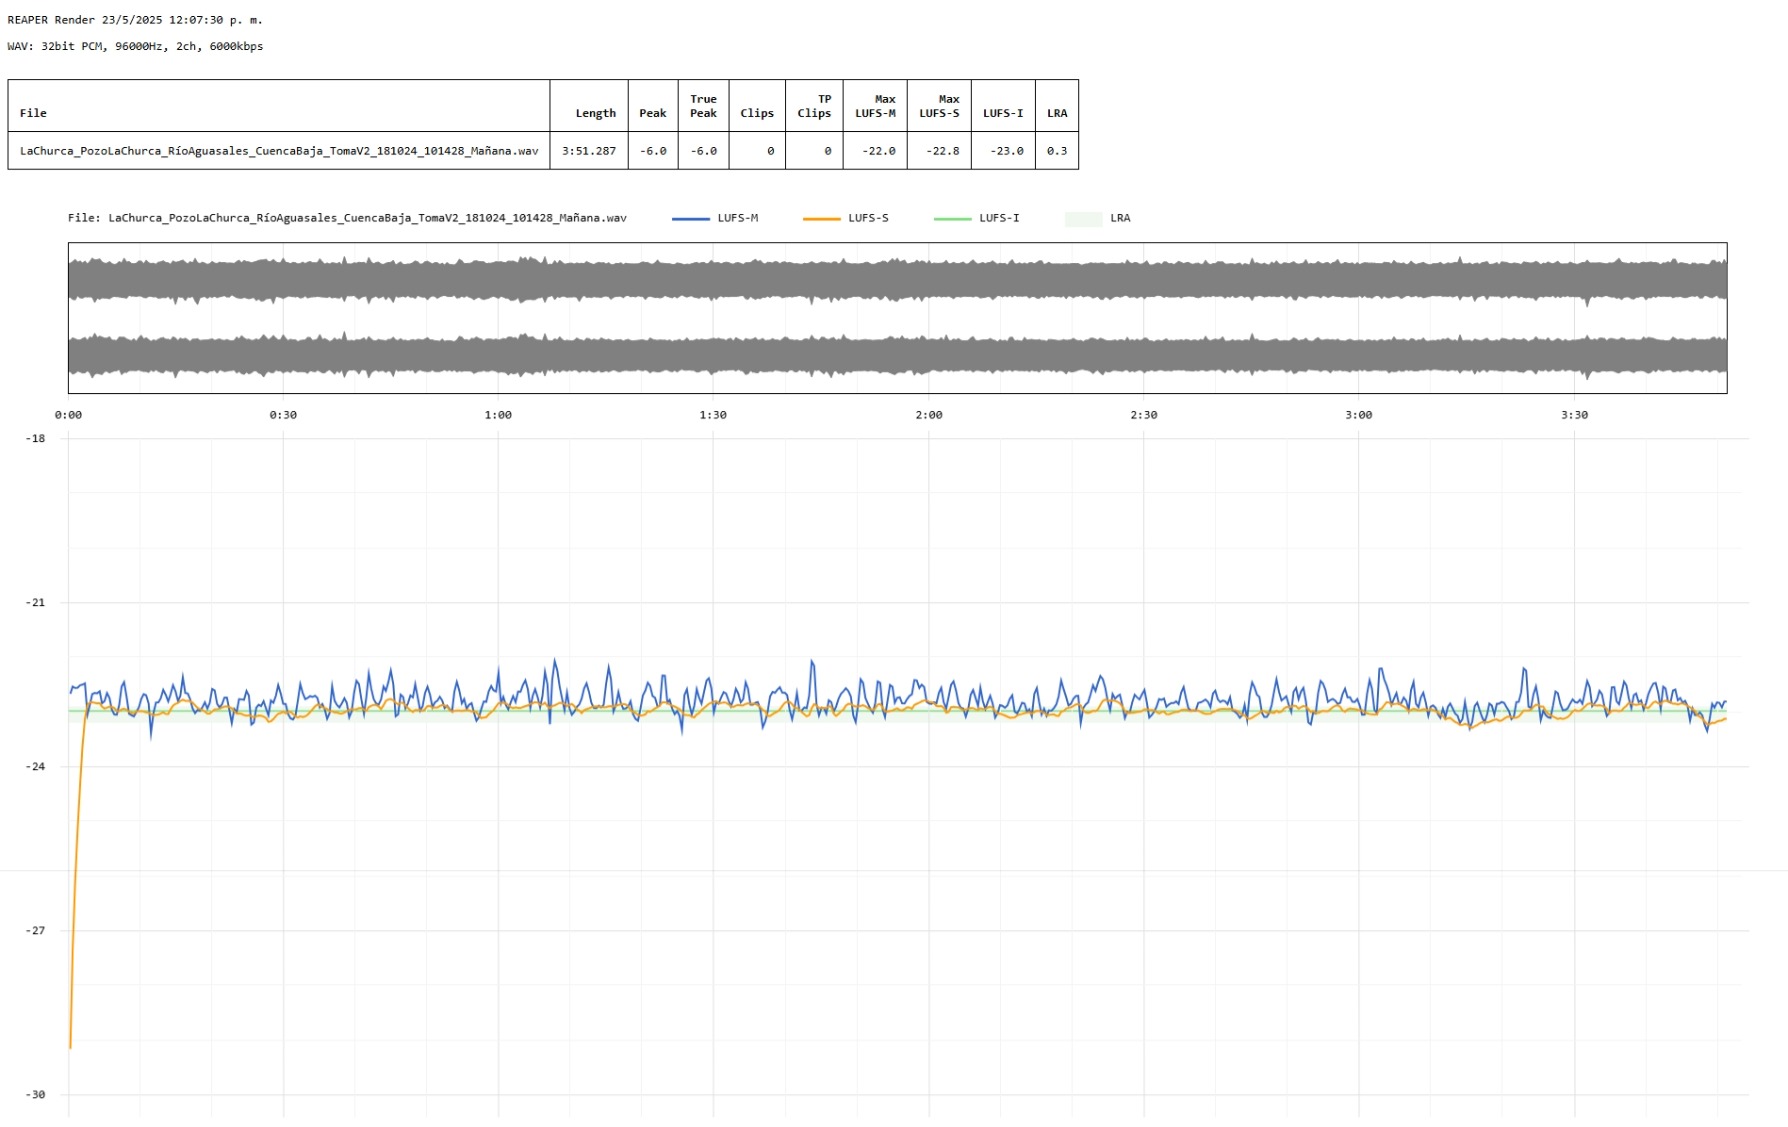 REAPER Render 23/5/2025 12:07:30 p. m.
WAV: 32bit PCM, 96000Hz, 2ch, 6000kbps
File Length Peak True Peak Clips TP Clips Max LUFS-M Max LUFS-S LUFS-I LRA
LaChurca_PozoLaChurca_RíoAguasales_CuencaBaja_TomaV2_181024_101428_Mañana.wav 3:51.287 -6.0 -6.0 0 0 -22.0 -22.8 -23.0 0.3
File: LaChurca_PozoLaChurca_RíoAguasales_CuencaBaja_TomaV2_181024_101428_Mañana.wav LUFS-M LUFS-S LUFS-I LRA
0:00 0:30 1:00 1:30 2:00 2:30 3:00 3:30
-18
-21
-24
-27
-30